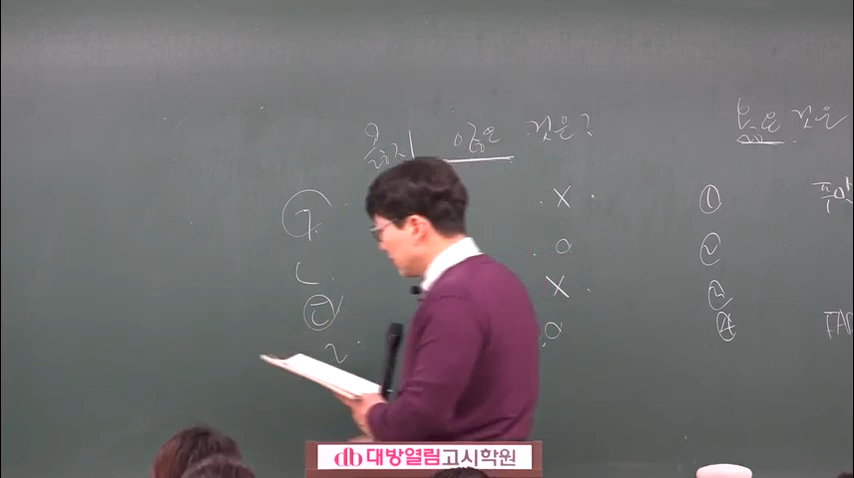 옳지 않은 것은?
옳은 것은
ㄱ. X
ㄴ. O
ㄷ. X
ㄹ. O
①
②
③
④
db 대방열림고시학원